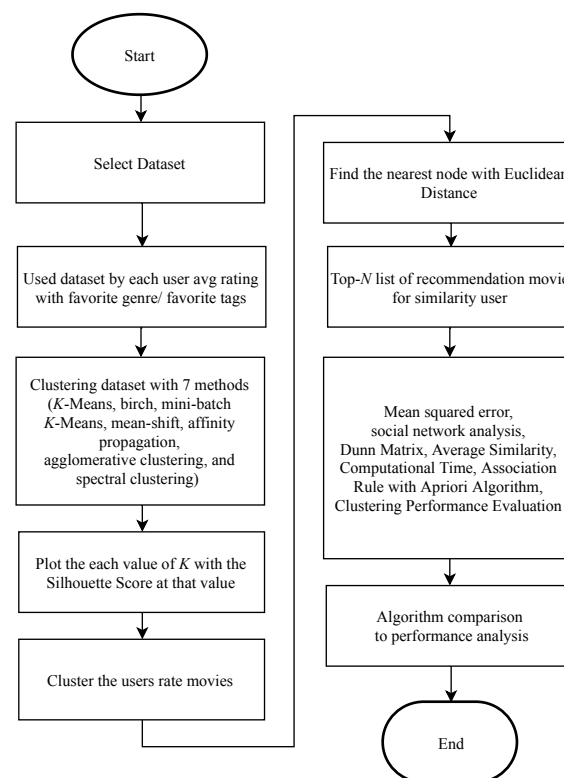 Start
Select Dataset
Used dataset by each user avg rating
with favorite genre/ favorite tags
Clustering dataset with 7 methods
(K-Means, birch, mini-batch
K-Means, mean-shift, affinity
propagation,
agglomerative clustering, and
spectral clustering)
Plot the each value of K with the
Silhouette Score at that value
Cluster the users rate movies
Find the nearest node with Euclidean
Distance
Top-N list of recommendation movie
for similarity user
Mean squared error,
social network analysis,
Dunn Matrix, Average Similarity,
Computational Time, Association
Rule with Apriori Algorithm,
Clustering Performance Evaluation
Algorithm comparison
to performance analysis
End